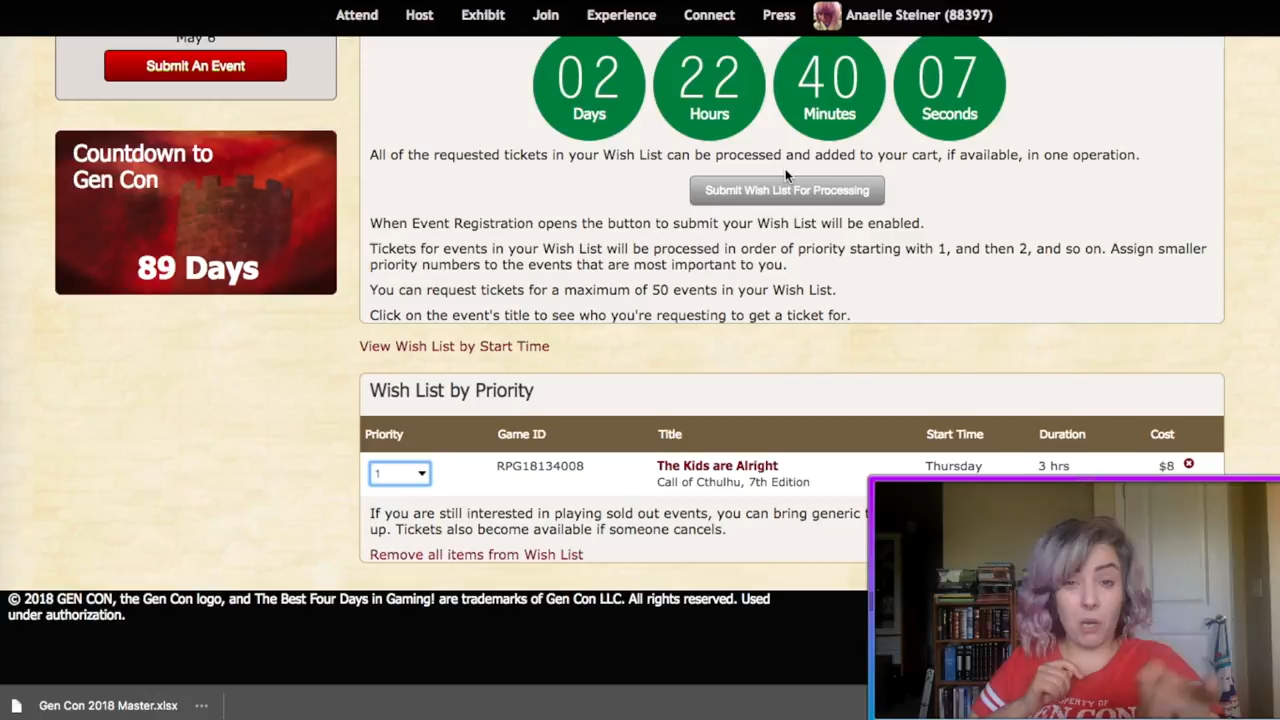 Attend Host Exhibit Join Experience Connect Press Anaelle Steiner (88397)
May 6
Submit An Event
02 22 40 07
Days Hours Minutes Seconds
Countdown to
Gen Con
89 Days
All of the requested tickets in your Wish List can be processed and added to your cart, if available, in one operation.
Submit Wish List For Processing
When Event Registration opens the button to submit your Wish List will be enabled.
Tickets for events in your Wish List will be processed in order of priority starting with 1, and then 2, and so on. Assign smaller
priority numbers to the events that are most important to you.
You can request tickets for a maximum of 50 events in your Wish List.
Click on the event's title to see who you're requesting to get a ticket for.
View Wish List by Start Time
Wish List by Priority
Priority Game ID Title Start Time Duration Cost
1 RPG18134008 The Kids are Alright Thursday 3 hrs $8
Call of Cthulhu, 7th Edition
If you are still interested in playing sold out events, you can bring generic
up. Tickets also become available if someone cancels.
Remove all items from Wish List
© 2018 GEN CON, the Gen Con logo, and The Best Four Days in Gaming! are trademarks of Gen Con LLC. All rights reserved. Used
under authorization.
PROPERTY OF
GEN CON
Gen Con 2018 Master.xlsx